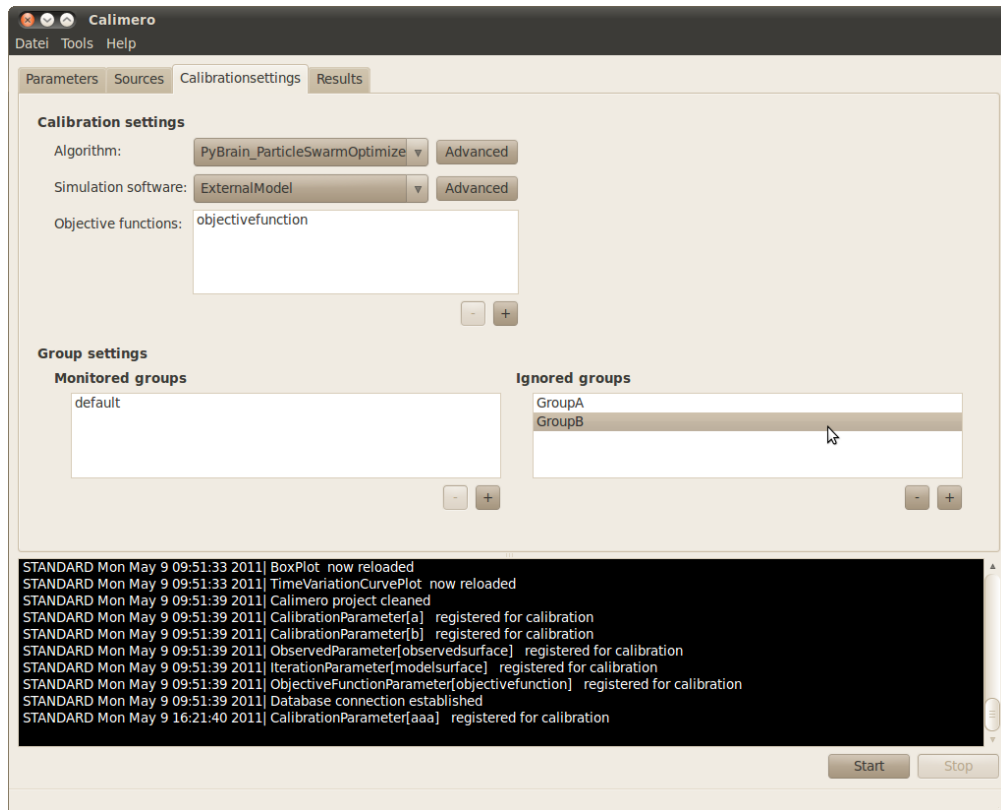 Calimero
Datei Tools Help
Parameters Sources Calibrationsettings Results
Calibration settings
Algorithm: PyBrain_ParticleSwarmOptimize Advanced
Simulation software: ExternalModel Advanced
Objective functions: objectivefunction
- +
Group settings
Monitored groups Ignored groups
default GroupA
GroupB
- + - +
STANDARD Mon May 9 09:51:33 2011| BoxPlot now reloaded
STANDARD Mon May 9 09:51:33 2011| TimeVariationCurvePlot now reloaded
STANDARD Mon May 9 09:51:39 2011| Calimero project cleaned
STANDARD Mon May 9 09:51:39 2011| CalibrationParameter[a] registered for calibration
STANDARD Mon May 9 09:51:39 2011| CalibrationParameter[b] registered for calibration
STANDARD Mon May 9 09:51:39 2011| ObservedParameter[observedsurface] registered for calibration
STANDARD Mon May 9 09:51:39 2011| IterationParameter[modelsurface] registered for calibration
STANDARD Mon May 9 09:51:39 2011| ObjectiveFunctionParameter[objectivefunction] registered for calibration
STANDARD Mon May 9 09:51:39 2011| Database connection established
STANDARD Mon May 9 16:21:40 2011| CalibrationParameter[aaa] registered for calibration
Start Stop